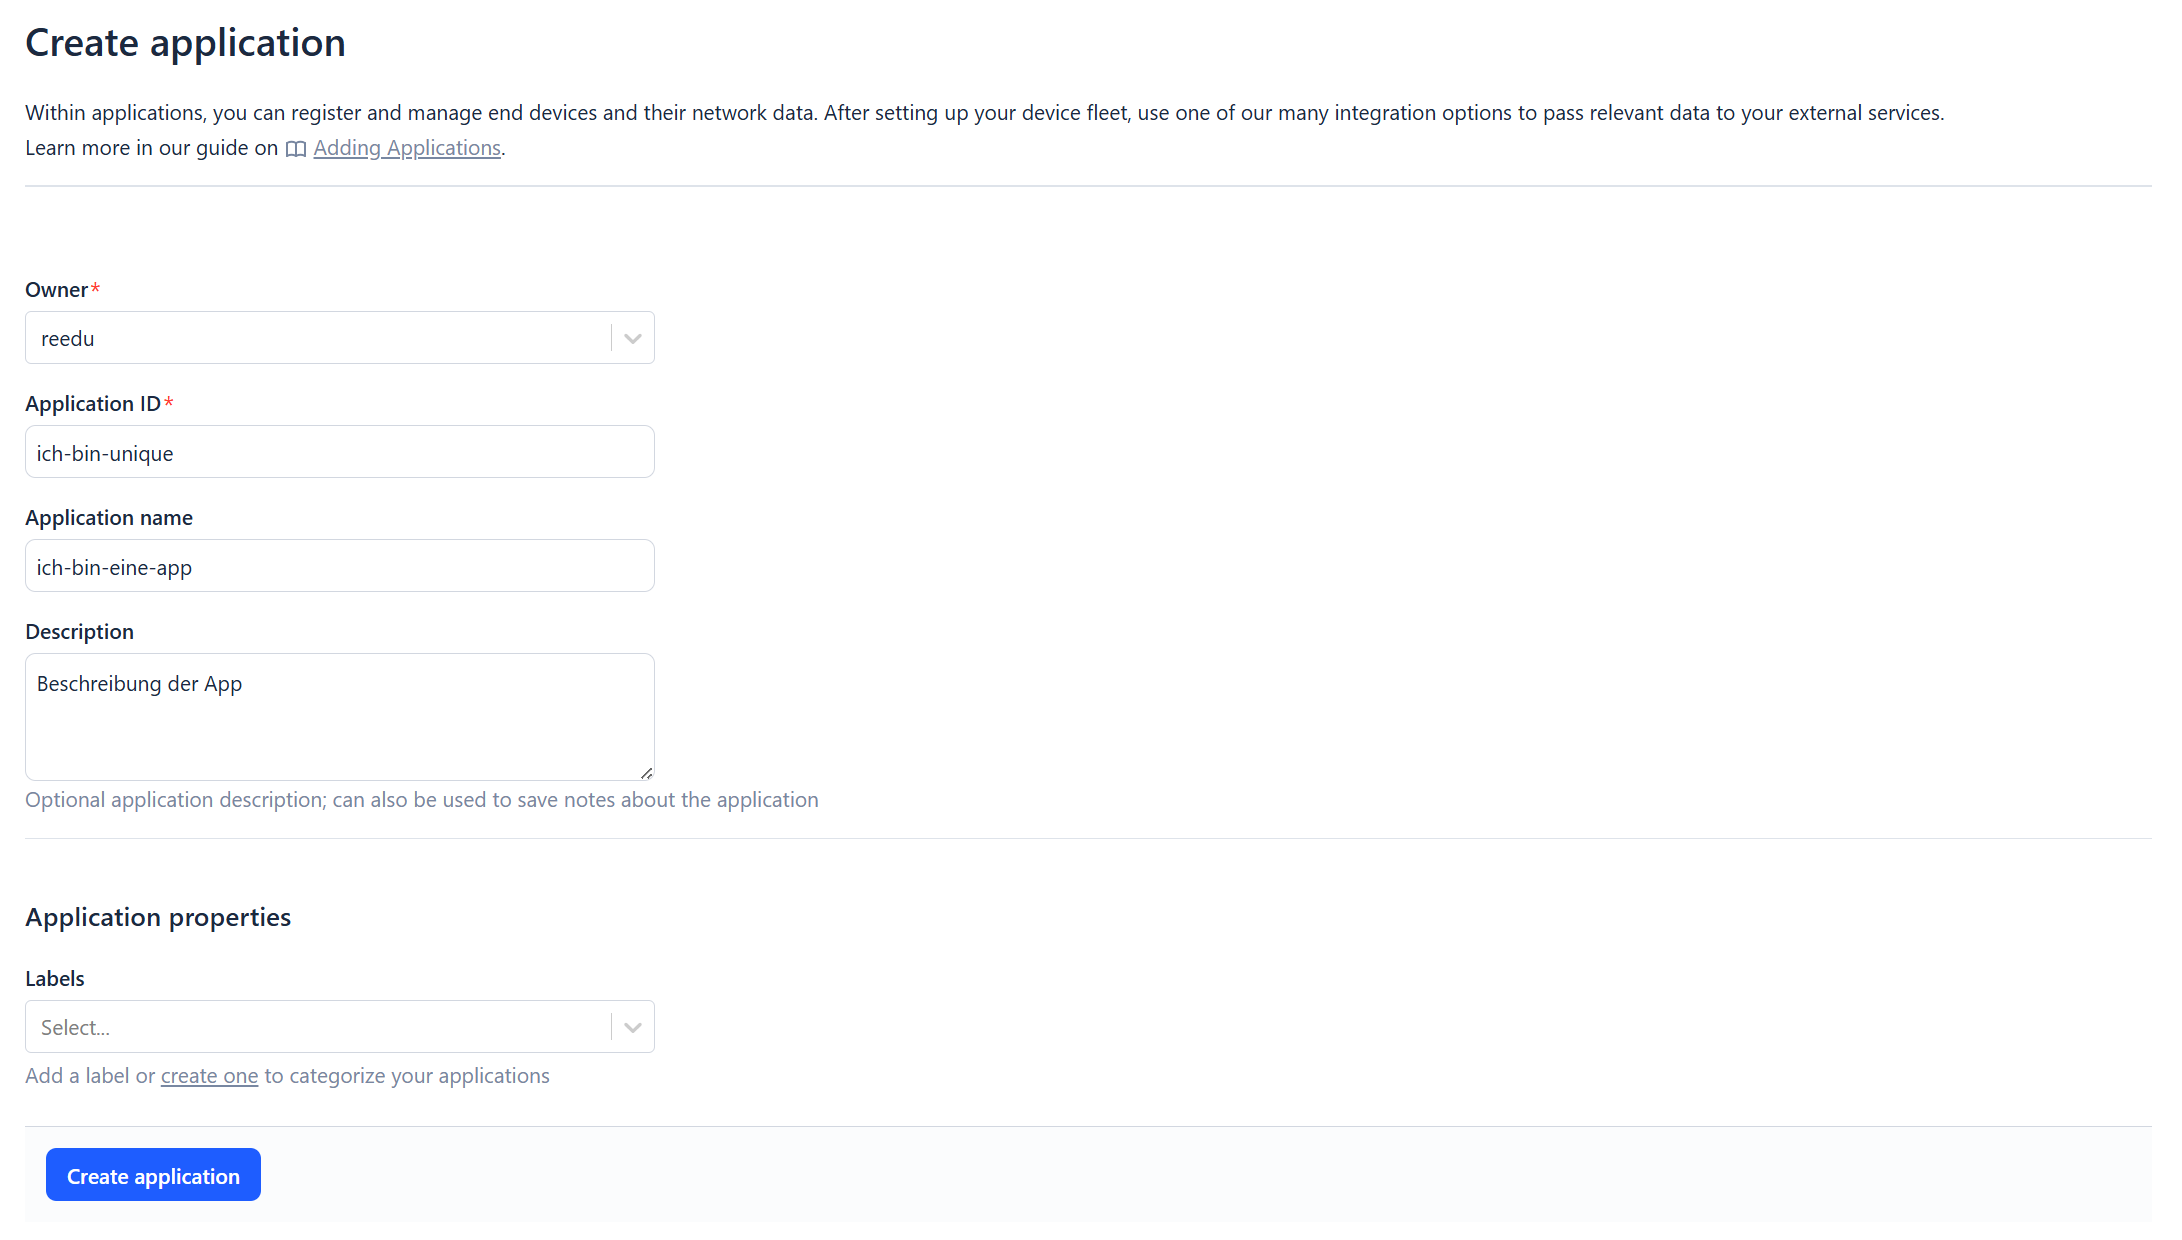 Create application
Within applications, you can register and manage end devices and their network data. After setting up your device fleet, use one of our many integration options to pass relevant data to your external services.
Learn more in our guide on Adding Applications.
Owner*
reedu
Application ID*
ich-bin-unique
Application name
ich-bin-eine-app
Description
Beschreibung der App
Optional application description; can also be used to save notes about the application
Application properties
Labels
Select...
Add a label or create one to categorize your applications
Create application